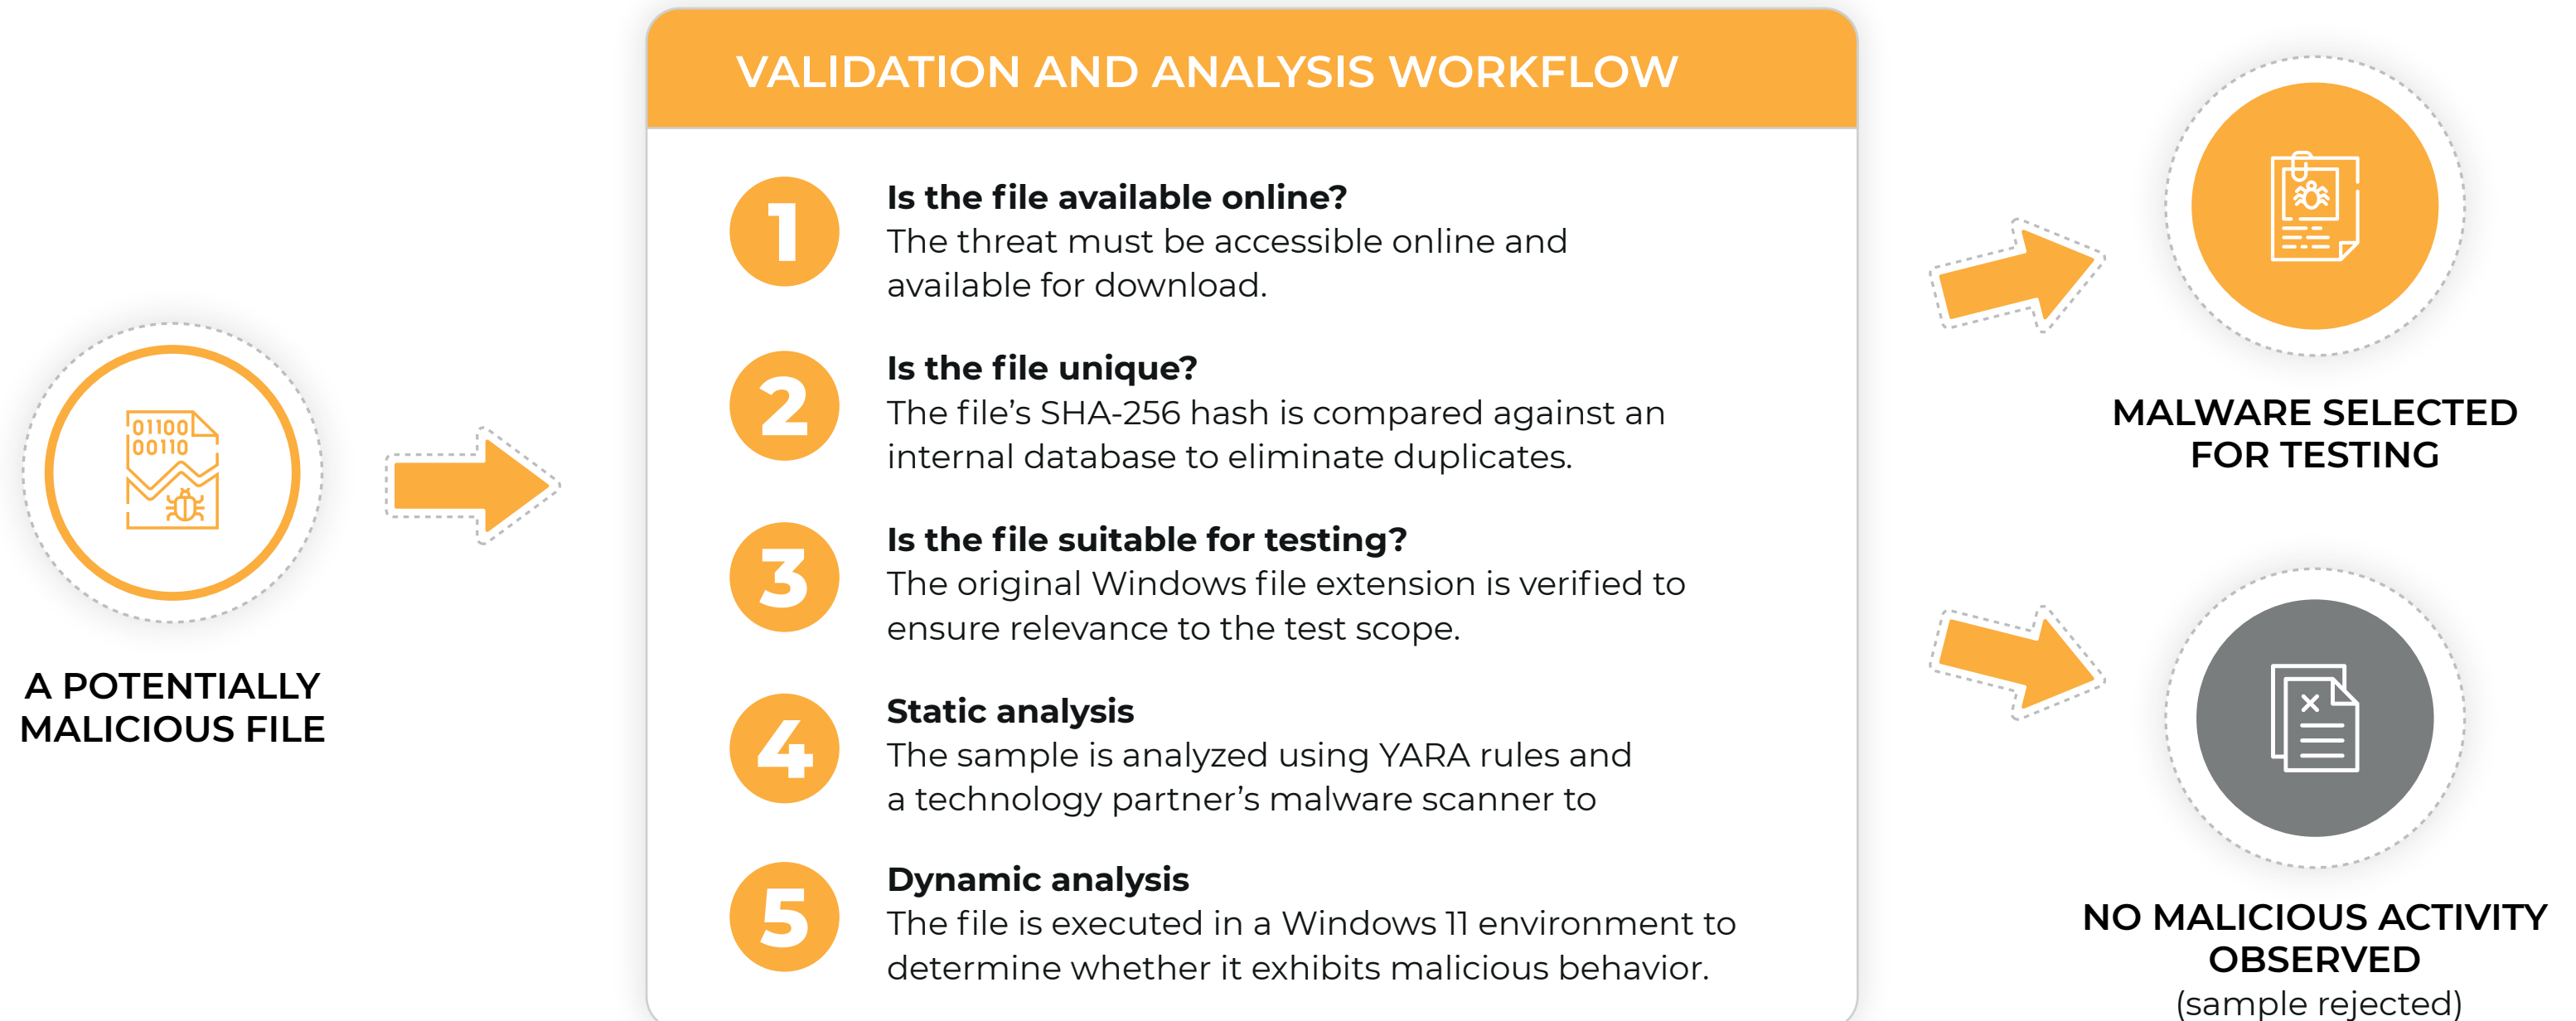 VALIDATION AND ANALYSIS WORKFLOW
1
Is the file available online?
The threat must be accessible online and
available for download.
2
Is the file unique?
The file’s SHA-256 hash is compared against an
internal database to eliminate duplicates.
3
Is the file suitable for testing?
The original Windows file extension is verified to
ensure relevance to the test scope.
4
Static analysis
The sample is analyzed using YARA rules and
a technology partner’s malware scanner to
5
Dynamic analysis
The file is executed in a Windows 11 environment to
determine whether it exhibits malicious behavior.
01100
00110
A POTENTIALLY
MALICIOUS FILE
MALWARE SELECTED
FOR TESTING
NO MALICIOUS ACTIVITY
OBSERVED
(sample rejected)